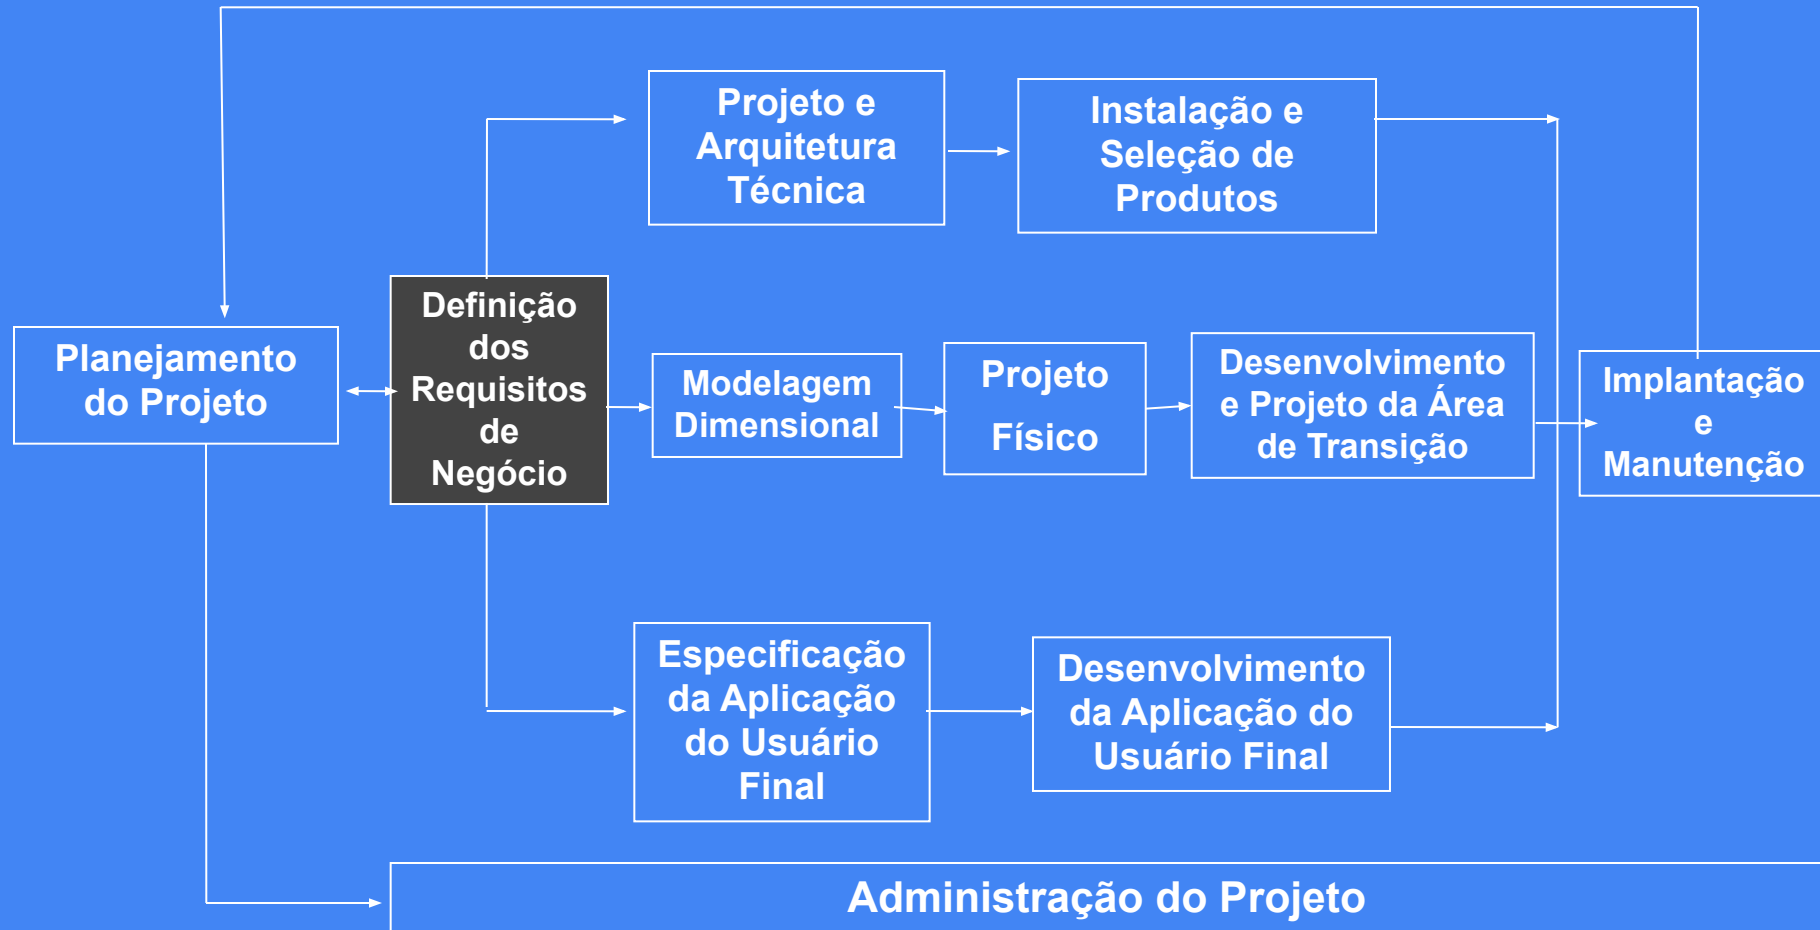 Projeto e
Arquitetura
Técnica
Instalação e
Seleção de
Produtos
Planejamento
do Projeto
Definição
dos
Requisitos
de
Negócio
Modelagem
Dimensional
Projeto
Físico
Desenvolvimento
e Projeto da Área
de Transição
Implantação
e
Manutenção
Especificação
da Aplicação
do Usuário
Final
Desenvolvimento
da Aplicação do
Usuário Final
Administração do Projeto